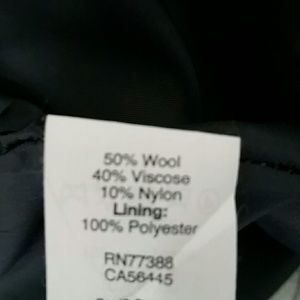 50% Wool
40% Viscose
10% Nylon
Lining:
100% Polyester
RN77388
CA56445